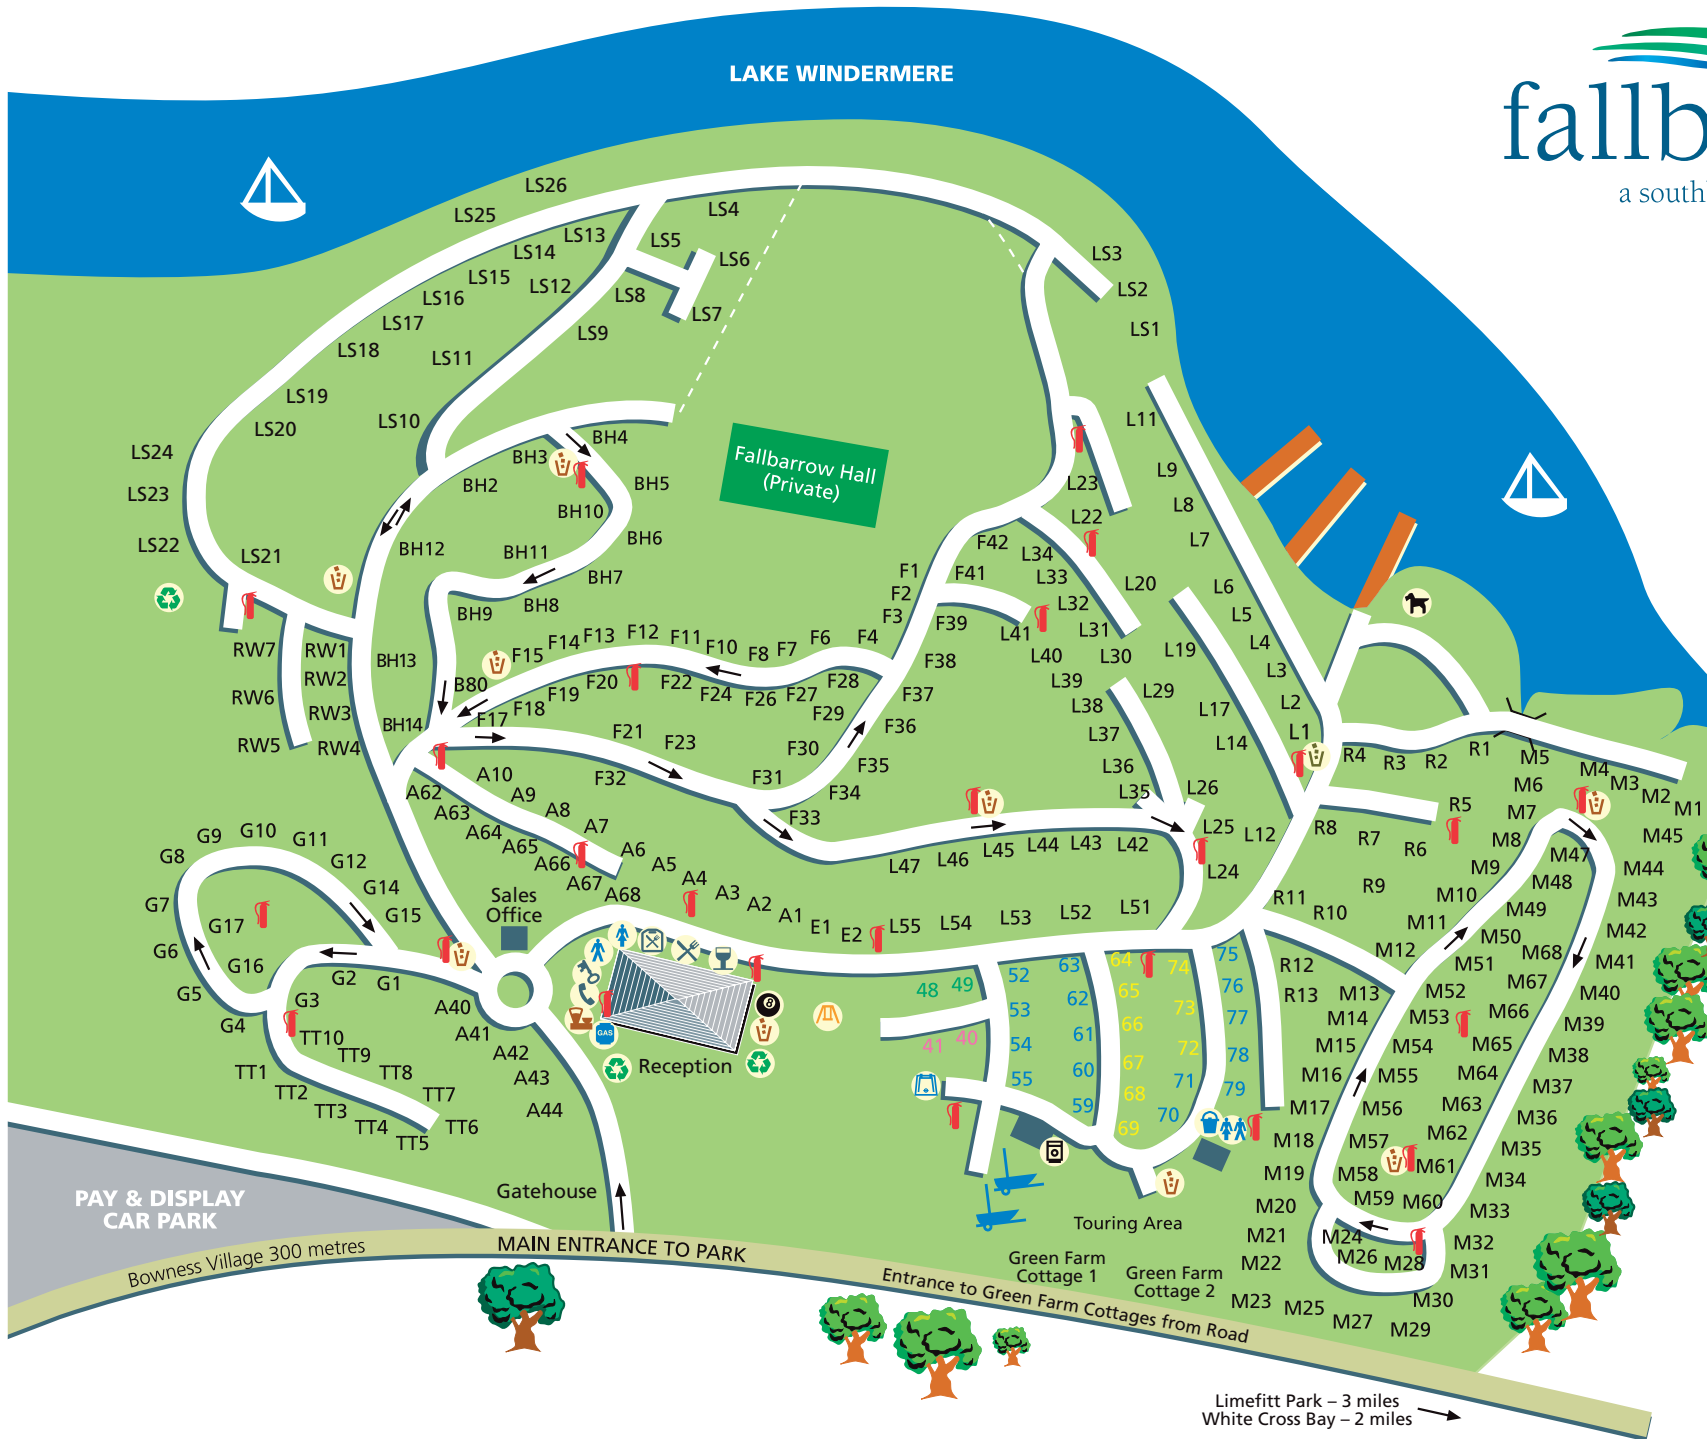 LAKE WINDERMERE
fallb
a south
LS26
LS25
LS4
LS13
LS5
LS14
LS6
LS3
LS15
LS12
LS2
LS16
LS8
LS7
LS17
LS9
LS1
LS18
LS11
LS19
LS10
LS20
LS24
LS23
LS22
LS21
BH4
BH3
BH2
BH5
BH10
BH6
BH12
BH11
BH7
BH8
BH9
BH13
B80
BH14
Fallbarrow Hall
(Private)
L11
L9
L23
L8
L22
L7
F42
L34
F1
F41
L33
L20
L6
F2
L32
L5
F3
F39
L41
L31
L4
L40
L30
L19
L3
F38
L39
L29
L2
L38
L17
L1
L37
L14
L36
L35
L26
L25
L12
L24
RW7
RW1
RW2
RW6
RW3
RW5
RW4
F15
F14
F13
F12
F11
F10
F8
F7
F6
F4
F17
F18
F19
F20
F22
F24
F26
F27
F28
F29
F37
F36
F21
F23
F30
F35
F32
F31
F34
F33
A10
A9
A8
A7
A6
A5
A4
A3
A2
A1
E1
E2
A62
A63
A64
A65
A66
A67
A68
L47
L46
L45
L44
L43
L42
L55
L54
L53
L52
L51
R4
R3
R2
R1
R5
R8
R7
R6
R9
R11
R10
R12
R13
M5
M4
M3
M2
M1
M6
M7
M45
M8
M9
M47
M44
M10
M48
M43
M11
M49
M42
M12
M50
M68
M41
M51
M67
M40
M13
M52
M66
M39
M14
M53
M65
M38
M15
M54
M64
M37
M16
M55
M63
M36
M17
M56
M62
M35
M18
M57
M61
M34
M19
M58
M59
M60
M33
M20
M21
M24
M32
M22
M26
M28
M31
M23
M25
M30
M27
M29
G10
G9
G11
G8
G12
G14
G7
G15
G17
G6
G16
G2
G1
G5
G3
G4
TT10
TT9
TT1
TT8
TT2
TT7
TT3
TT4
TT6
TT5
Sales
Office
A40
A41
A42
A43
A44
GAS
8
Reception
48
49
52
63
64
74
75
65
76
53
62
73
66
77
41
40
54
61
72
67
78
55
60
71
68
79
59
70
69
Gatehouse
PAY & DISPLAY
CAR PARK
Bowness Village 300 metres
MAIN ENTRANCE TO PARK
Touring Area
Green Farm
Cottage 1
Green Farm
Cottage 2
Entrance to Green Farm Cottages from Road
Limefitt Park – 3 miles
White Cross Bay – 2 miles